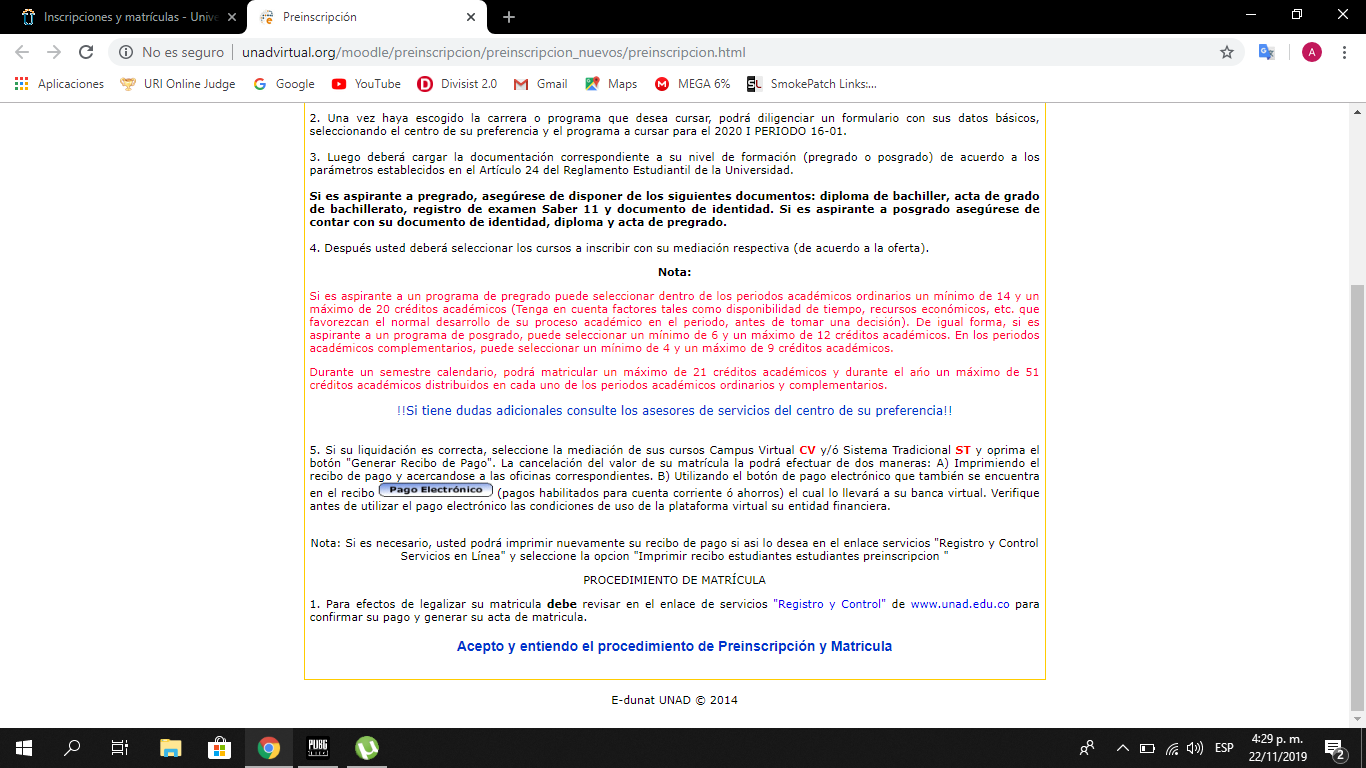 Inscripciones y matrículas - Unive
Preinscripción
No es seguro
unadvirtual.org/moodle/preinscripcion/preinscripcion_nuevos/preinscripcion.html
A
Aplicaciones
URI Online Judge
Google
YouTube
Divisist 2.0
Gmail
Maps
MEGA 6%
SmokePatch Links:...
2. Una vez haya escogido la carrera o programa que desea cursar, podrá diligenciar un formulario con sus datos básicos,
seleccionando el centro de su preferencia y el programa a cursar para el 2020 I PERIODO 16-01.
3. Luego deberá cargar la documentación correspondiente a su nivel de formación (pregrado o posgrado) de acuerdo a los
parámetros establecidos en el Artículo 24 del Reglamento Estudiantil de la Universidad.
Si es aspirante a pregrado, asegúrese de disponer de los siguientes documentos: diploma de bachiller, acta de grado
de bachillerato, registro de examen Saber 11 y documento de identidad. Si es aspirante a posgrado asegúrese de
contar con su documento de identidad, diploma y acta de pregrado.
4. Después usted deberá seleccionar los cursos a inscribir con su mediación respectiva (de acuerdo a la oferta).
Nota:
Si es aspirante a un programa de pregrado puede seleccionar dentro de los periodos académicos ordinarios un mínimo de 14 y un
máximo de 20 créditos académicos (Tenga en cuenta factores tales como disponibilidad de tiempo, recursos económicos, etc. que
favorezcan el normal desarrollo de su proceso académico en el periodo, antes de tomar una decisión). De igual forma, si es
aspirante a un programa de posgrado, puede seleccionar un mínimo de 6 y un máximo de 12 créditos académicos. En los periodos
académicos complementarios, puede seleccionar un mínimo de 4 y un máximo de 9 créditos académicos.
Durante un semestre calendario, podrá matricular un máximo de 21 créditos académicos y durante el año un máximo de 51
créditos académicos distribuidos en cada uno de los periodos académicos ordinarios y complementarios.
!!Si tiene dudas adicionales consulte los asesores de servicios del centro de su preferencia!!
5. Si su liquidación es correcta, seleccione la mediación de sus cursos Campus Virtual CV y/ó Sistema Tradicional ST y oprima el
botón "Generar Recibo de Pago". La cancelación del valor de su matrícula la podrá efectuar de dos maneras: A) Imprimiendo el
recibo de pago y acercandose a las oficinas correspondientes. B) Utilizando el botón de pago electrónico que también se encuentra
en el recibo Pago Electrónico (pagos habilitados para cuenta corriente ó ahorros) el cual lo llevará a su banca virtual. Verifique
antes de utilizar el pago electrónico las condiciones de uso de la plataforma virtual su entidad financiera.
Nota: Si es necesario, usted podrá imprimir nuevamente su recibo de pago si asi lo desea en el enlace servicios "Registro y Control
Servicios en Línea" y seleccione la opcion "Imprimir recibo estudiantes estudiantes preinscripcion "
PROCEDIMIENTO DE MATRÍCULA
1. Para efectos de legalizar su matricula debe revisar en el enlace de servicios "Registro y Control" de www.unad.edu.co para
confirmar su pago y generar su acta de matricula.
Acepto y entiendo el procedimiento de Preinscripción y Matricula
E-dunat UNAD © 2014
PUBG
ESP
4:29 p. m.
22/11/2019
2